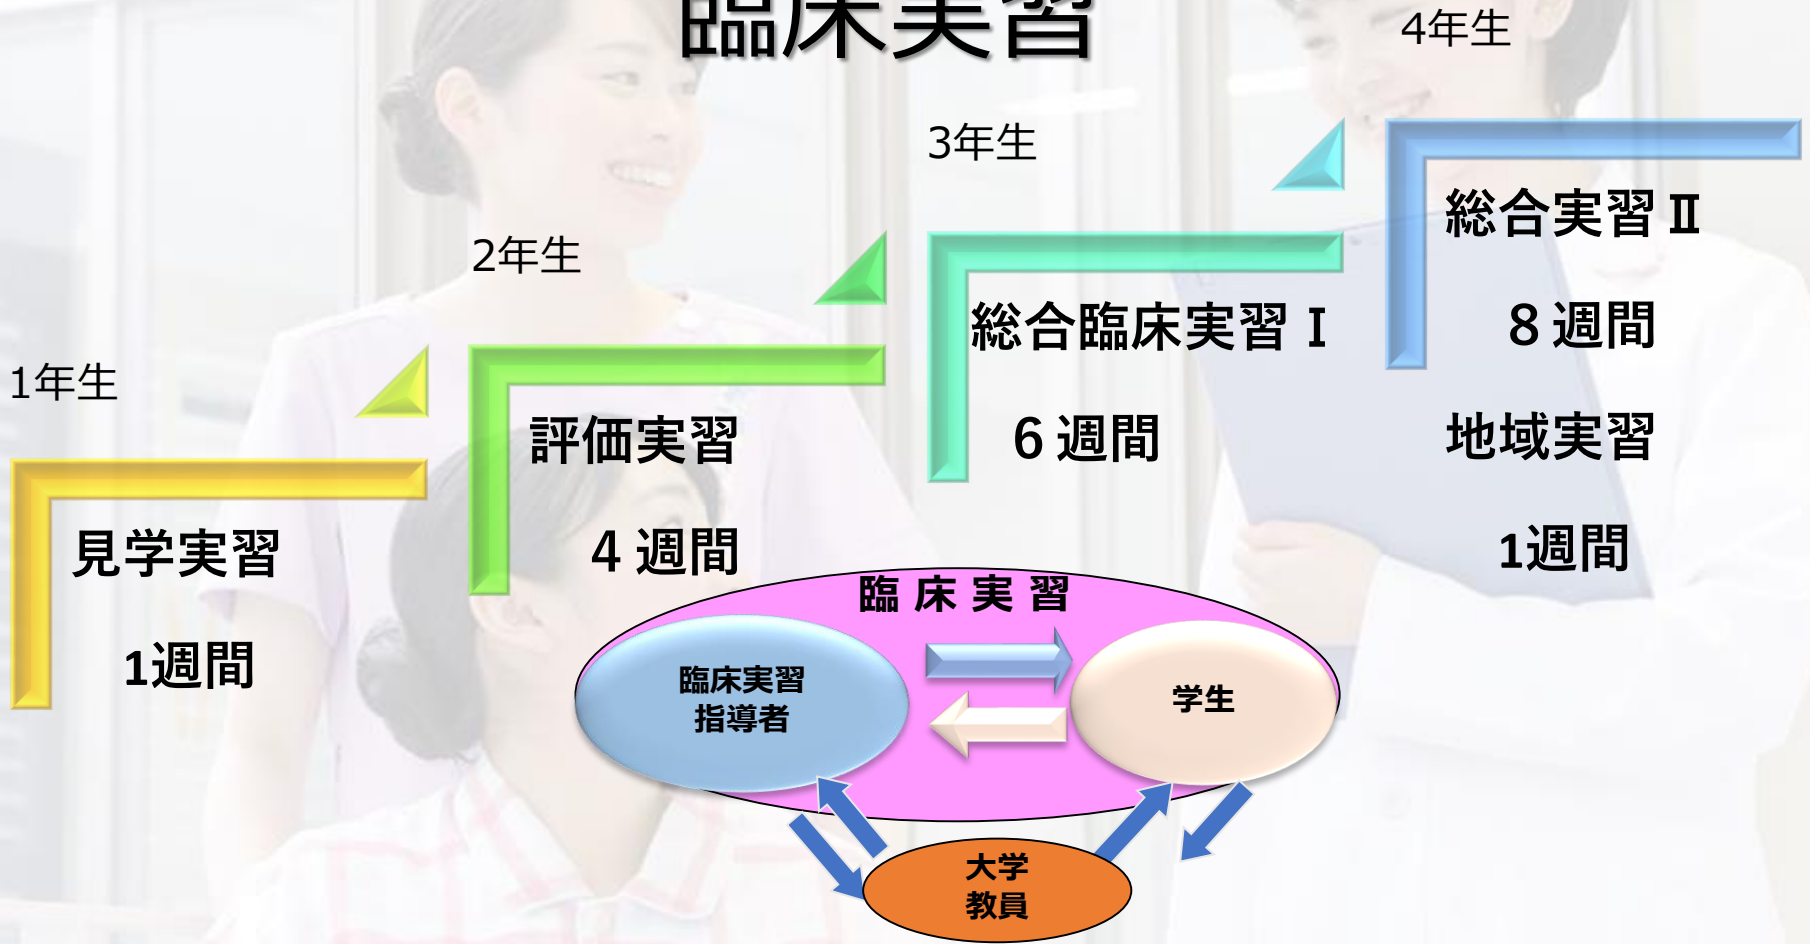 臨床実習
1年生
見学実習
1週間
2年生
評価実習
４週間
3年生
総合臨床実習Ⅰ
６週間
4年生
総合実習Ⅱ
８週間
地域実習
1週間
臨床実習
臨床実習
指導者
学生
大学
教員